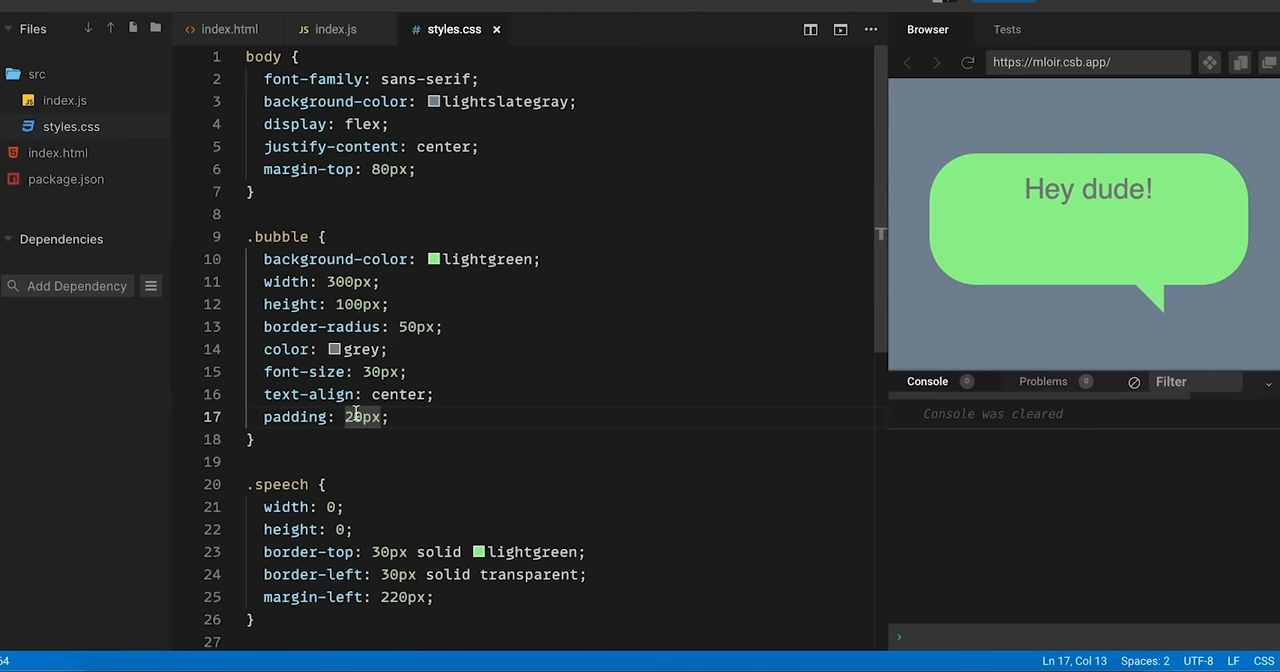 Files
index.html
JS index.js
# styles.css ×
Browser
Tests
https://mloir.csb.app/
src
index.js
styles.css
index.html
package.json
Dependencies
Add Dependency
1 body {
2 font-family: sans-serif;
3 background-color: lightslategray;
4 display: flex;
5 justify-content: center;
6 margin-top: 80px;
7 }
8
9 .bubble {
10 background-color: lightgreen;
11 width: 300px;
12 height: 100px;
13 border-radius: 50px;
14 color: grey;
15 font-size: 30px;
16 text-align: center;
17 padding: 20px;
18 }
19
20 .speech {
21 width: 0;
22 height: 0;
23 border-top: 30px solid lightgreen;
24 border-left: 30px solid transparent;
25 margin-left: 220px;
26 }
27
Hey dude!
Console 0 Problems 0 Filter
Console was cleared
64
Ln 17, Col 13 Spaces: 2 UTF-8 LF CSS